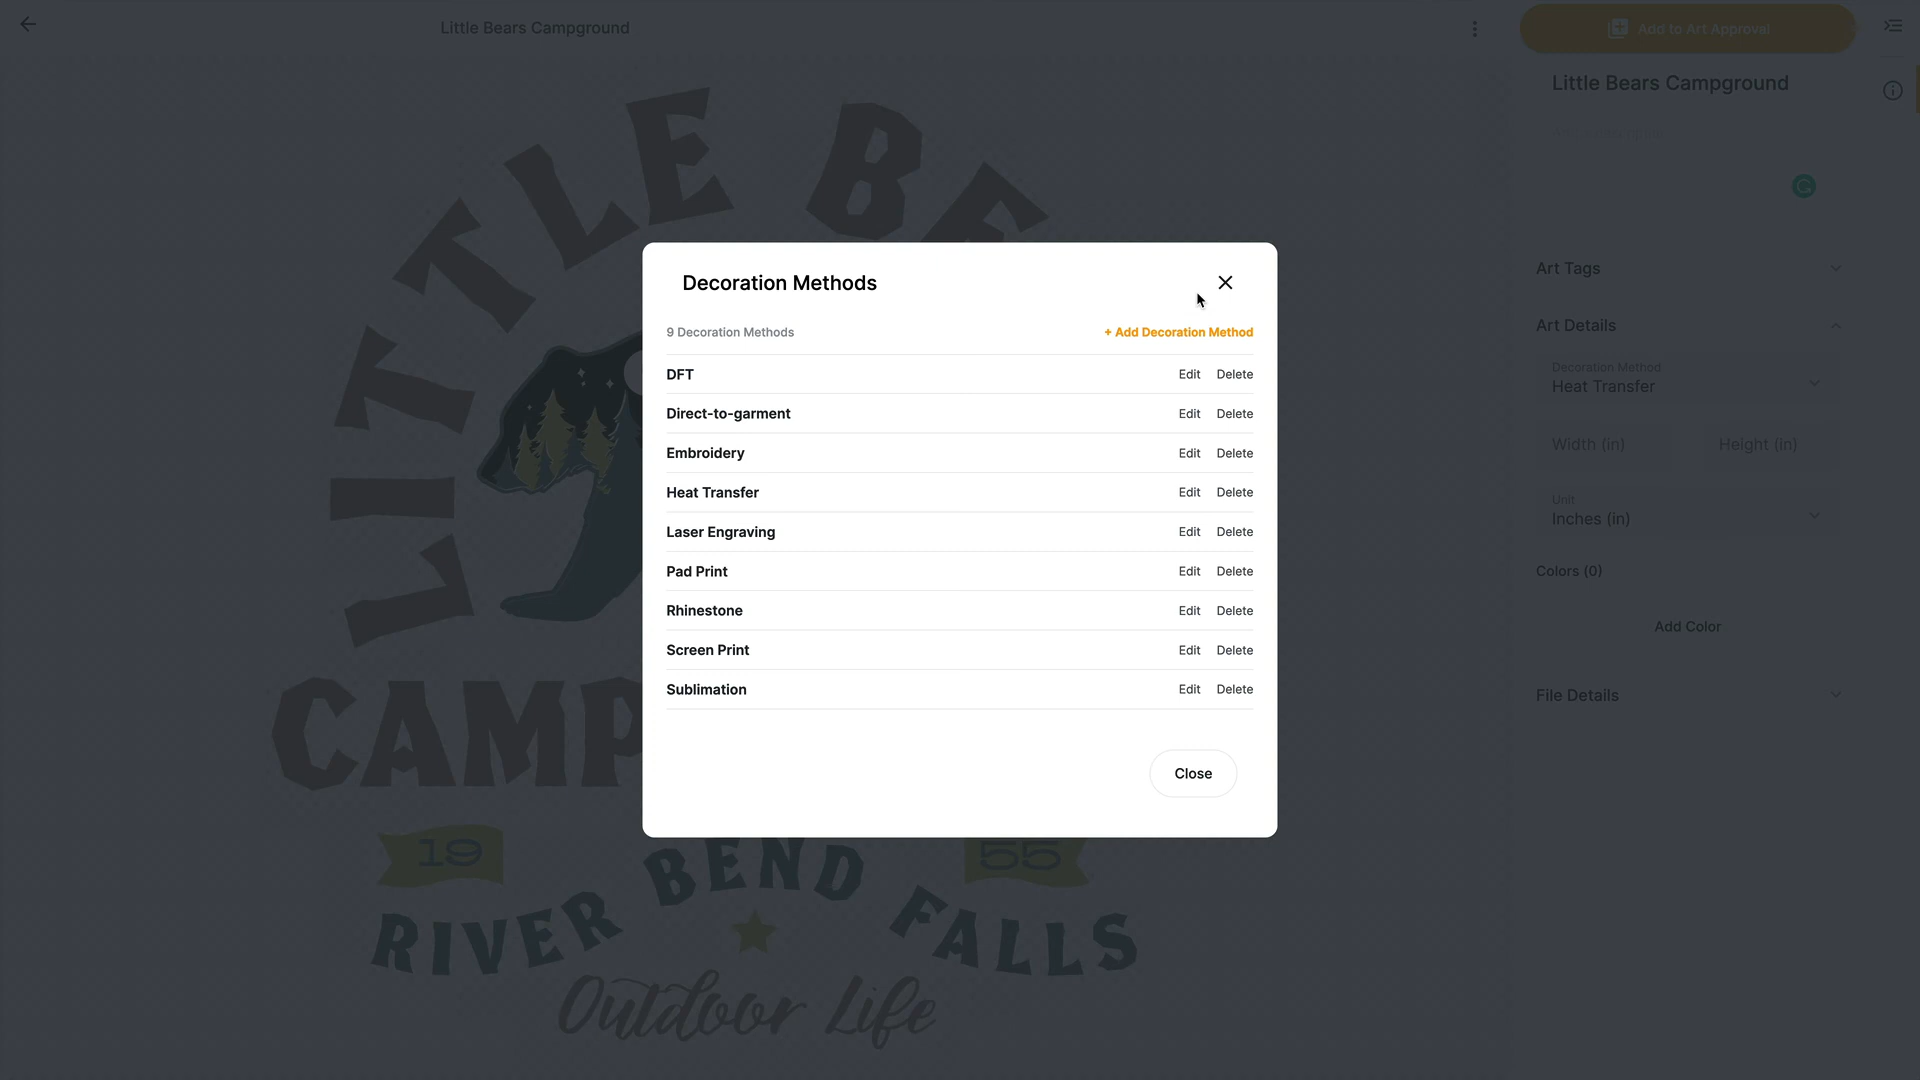 Little Bears Campground
Add to Art Approval
Little Bears Campground
LITTLE BE
Decoration Methods
9 Decoration Methods
+ Add Decoration Method
DFT Edit Delete
Direct-to-garment Edit Delete
Embroidery Edit Delete
Heat Transfer Edit Delete
Laser Engraving Edit Delete
Pad Print Edit Delete
Rhinestone Edit Delete
Screen Print Edit Delete
Sublimation Edit Delete
Close
CAMP
19
55
RIVER BEND FALLS
Outdoor Life
Art Tags
Art Details
Decoration Method
Heat Transfer
Width (in) Height (in)
Unit
Inches (in)
Colors (0)
Add Color
File Details